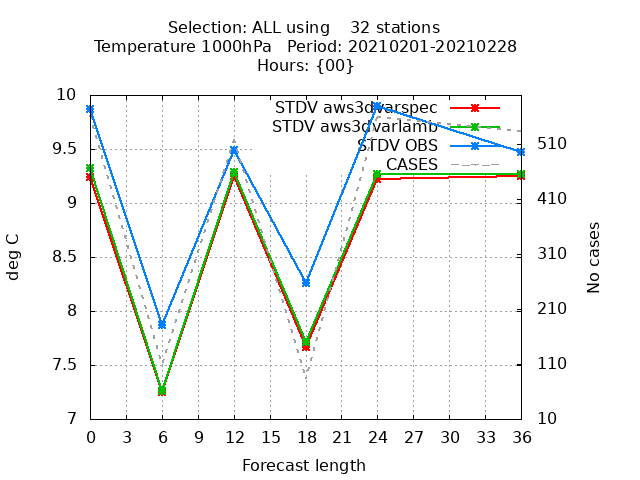 Selection: ALL using 32 stations
Temperature 1000hPa Period: 20210201-20210228
Hours: {00}
STDV aws3dvarspec
STDV aws3dvarlamb
STDV OBS
CASES
10
9.5
9
8.5
8
7.5
7
deg C
510
410
310
210
110
10
No cases
0 3 6 9 12 15 18 21 24 27 30 33 36
Forecast length